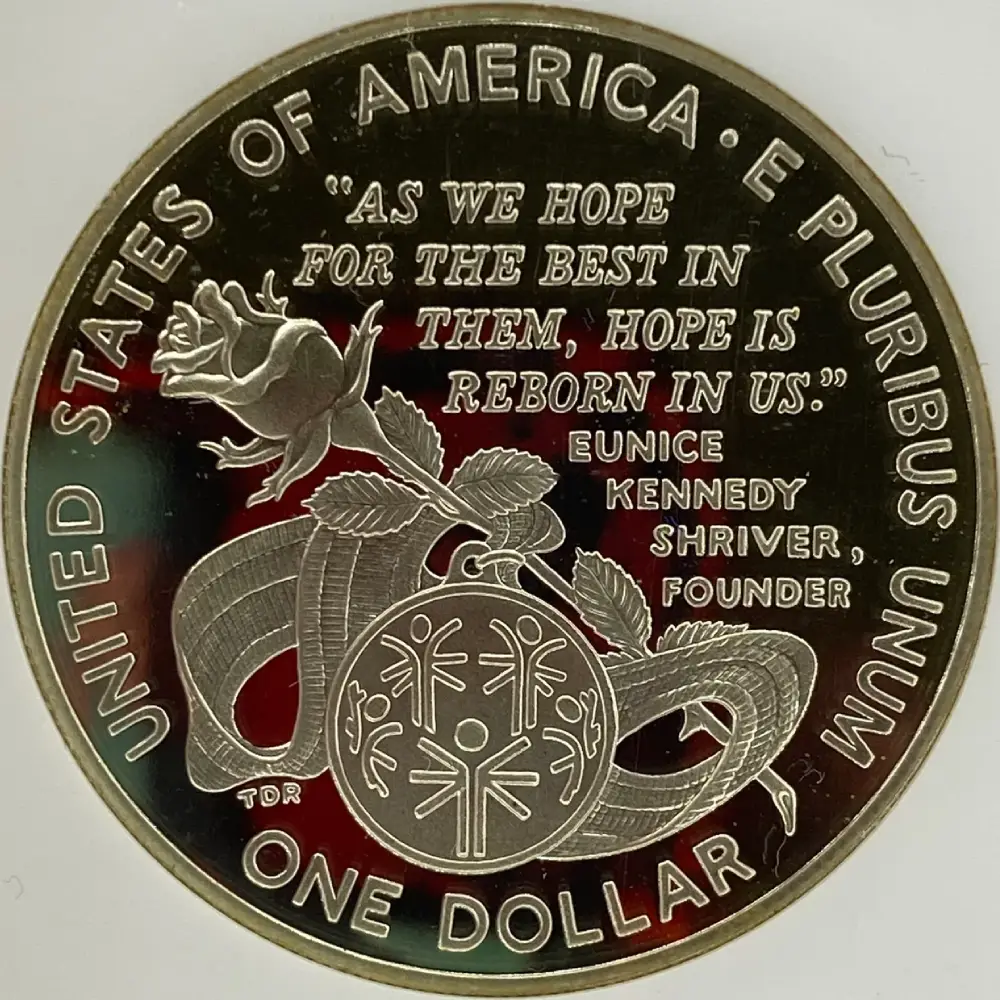 UNITED STATES OF AMERICA · E PLURIBUS UNUM
“AS WE HOPE
FOR THE BEST IN
THEM, HOPE IS
REBORN IN US.”
EUNICE
KENNEDY
SHRIVER,
FOUNDER
TDR
ONE DOLLAR